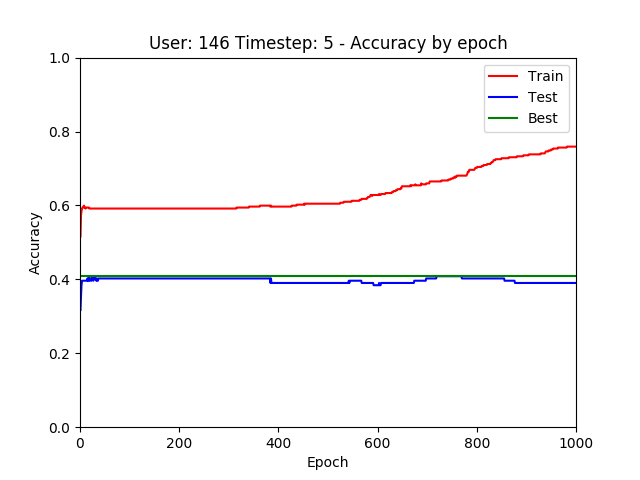 User: 146 Timestep: 5 - Accuracy by epoch
Train
Test
Best
Accuracy
1.0
0.8
0.6
0.4
0.2
0.0
0 200 400 600 800 1000
Epoch